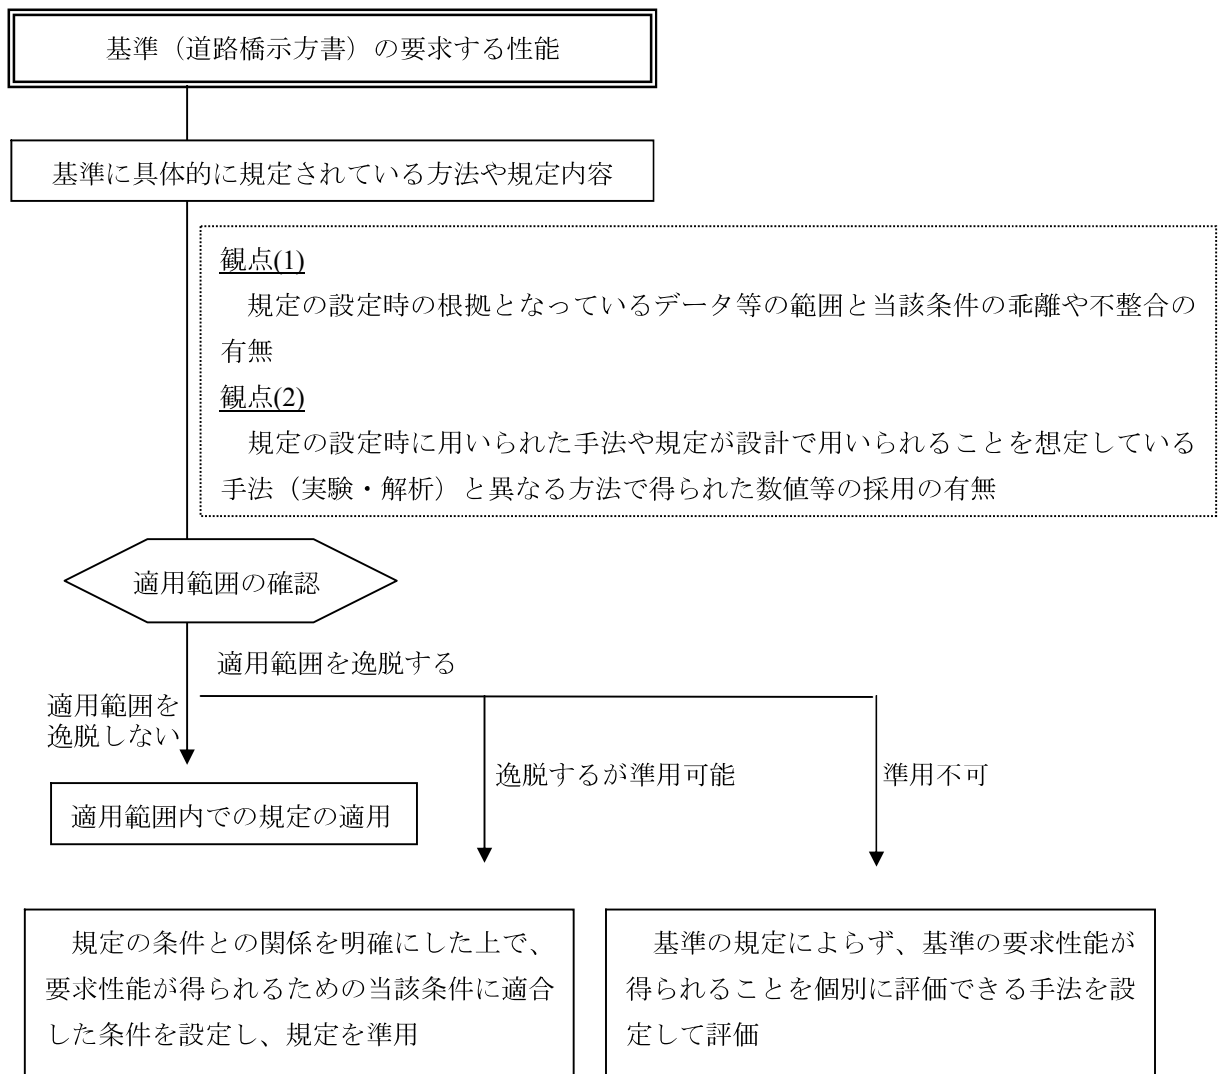 基準（道路橋示方書）の要求する性能
基準に具体的に規定されている方法や規定内容
観点(1)
規定の設定時の根拠となっているデータ等の範囲と当該条件の乖離や不整合の
有無
観点(2)
規定の設定時に用いられた手法や規定が設計で用いられることを想定している
手法（実験・解析）と異なる方法で得られた数値等の採用の有無
適用範囲の確認
適用範囲を逸脱する
適用範囲を
逸脱しない
逸脱するが準用可能
準用不可
適用範囲内での規定の適用
規定の条件との関係を明確にした上で、
要求性能が得られるための当該条件に適合
した条件を設定し、規定を準用
基準の規定によらず、基準の要求性能が
得られることを個別に評価できる手法を設
定して評価